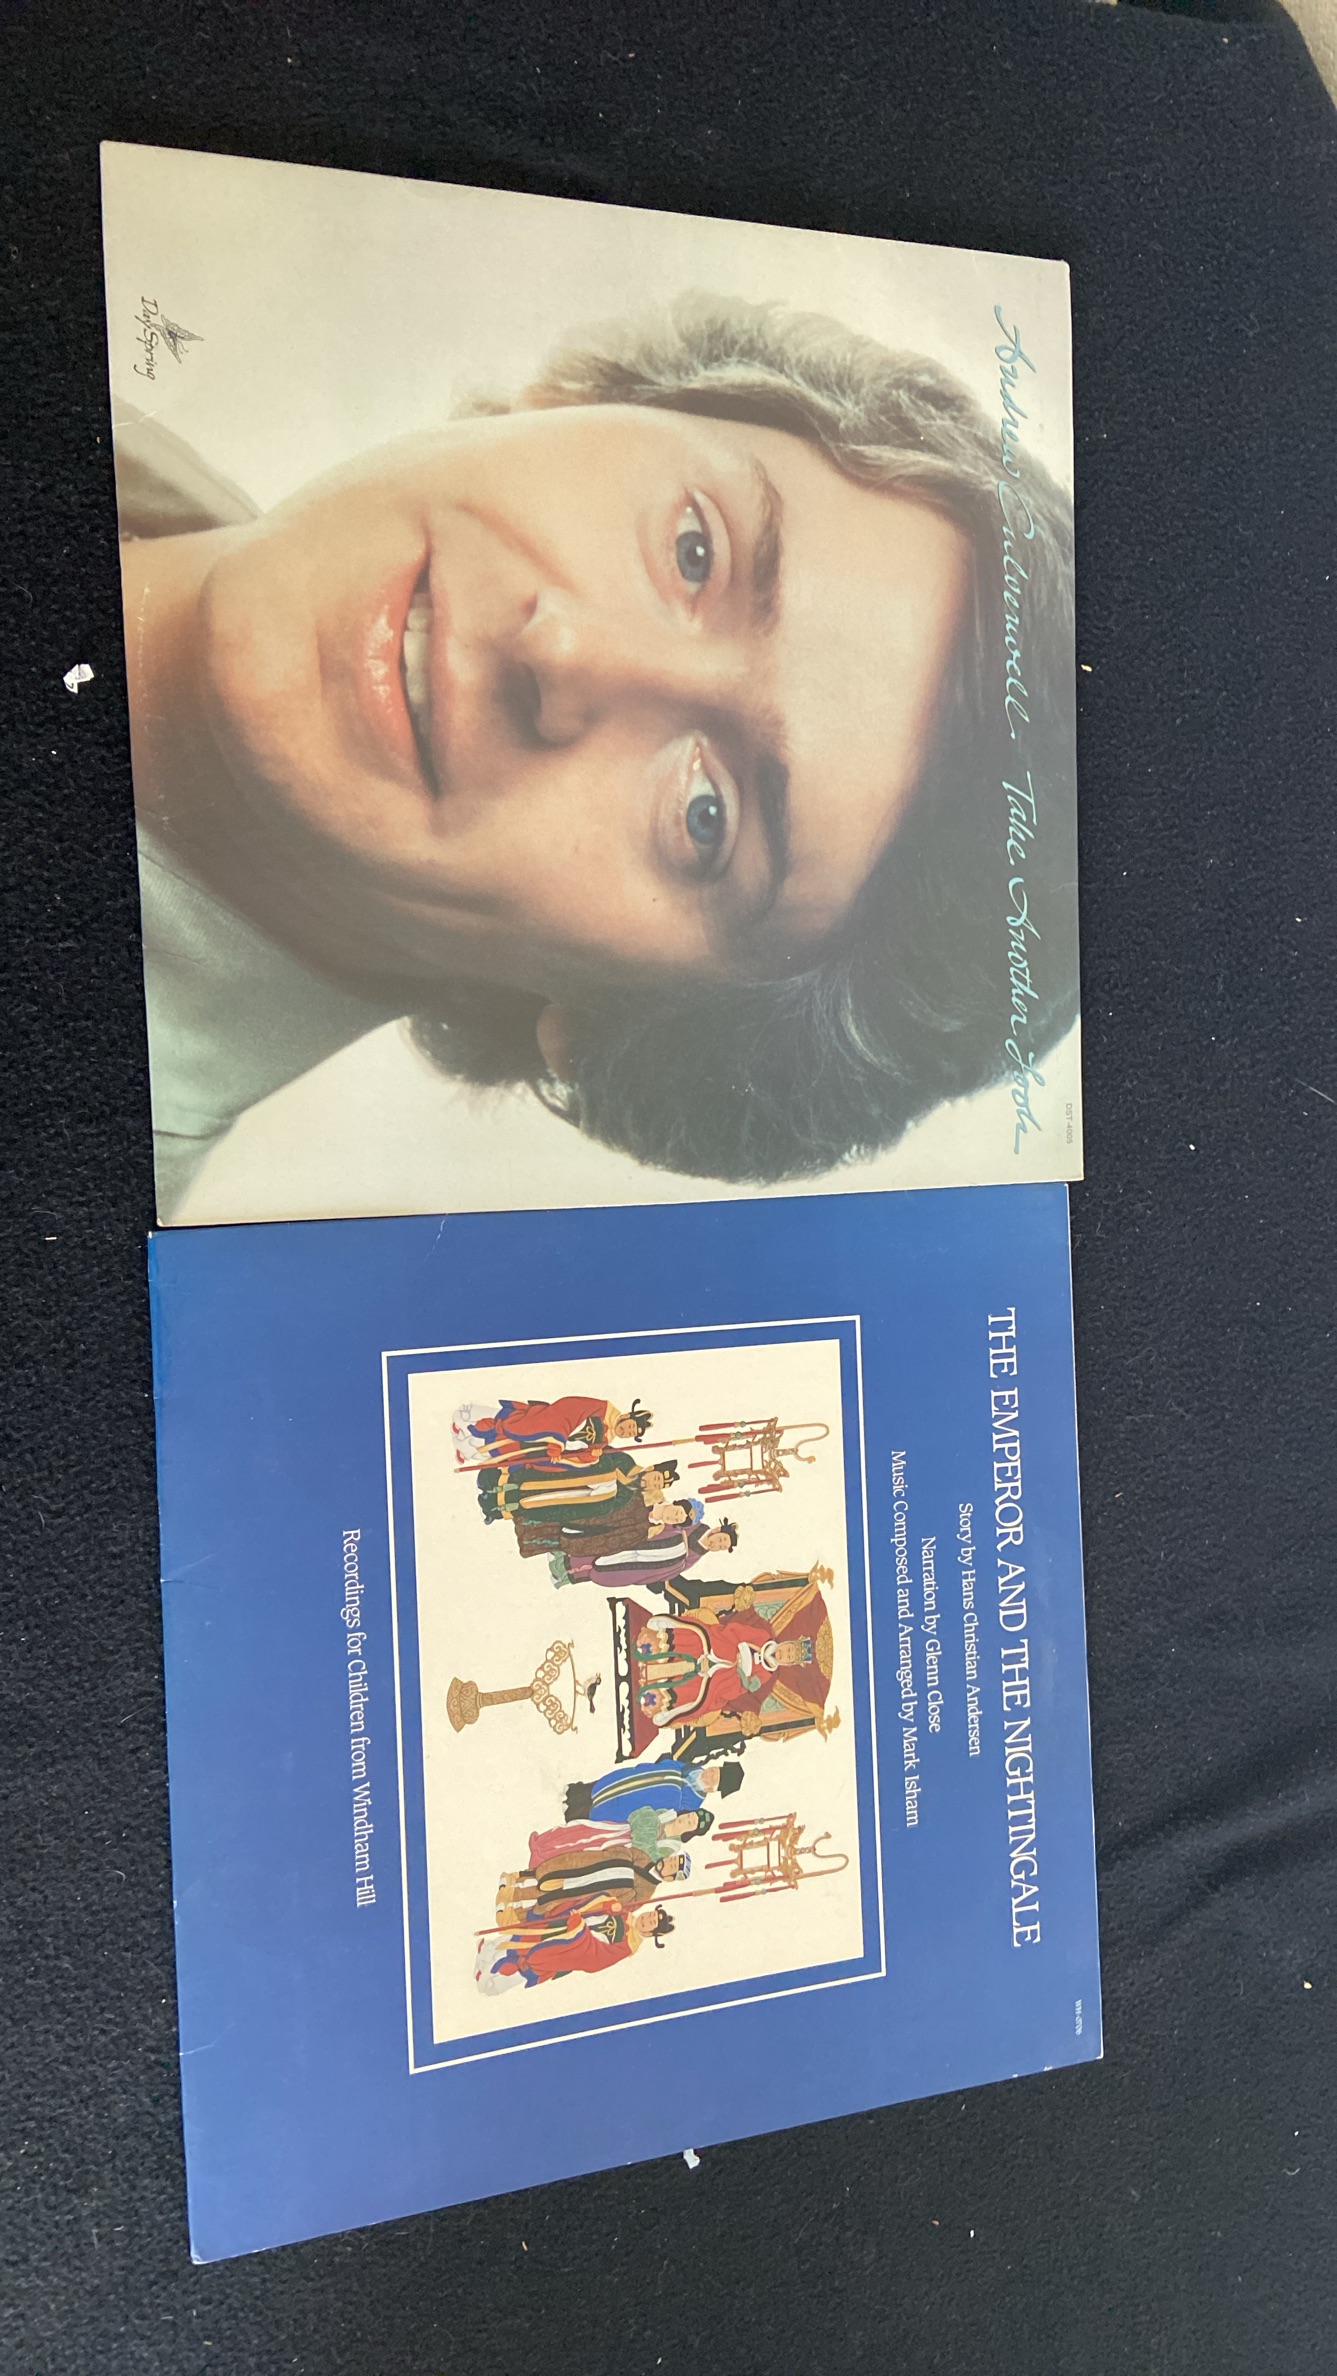 Andrew Culverwell. Take Another Look
DST-4005
DaySpring
THE EMPEROR AND THE NIGHTINGALE
Story by Hans Christian Andersen
Narration by Glenn Close
Music Composed and Arranged by Mark Isham
Recordings for Children from Windham Hill